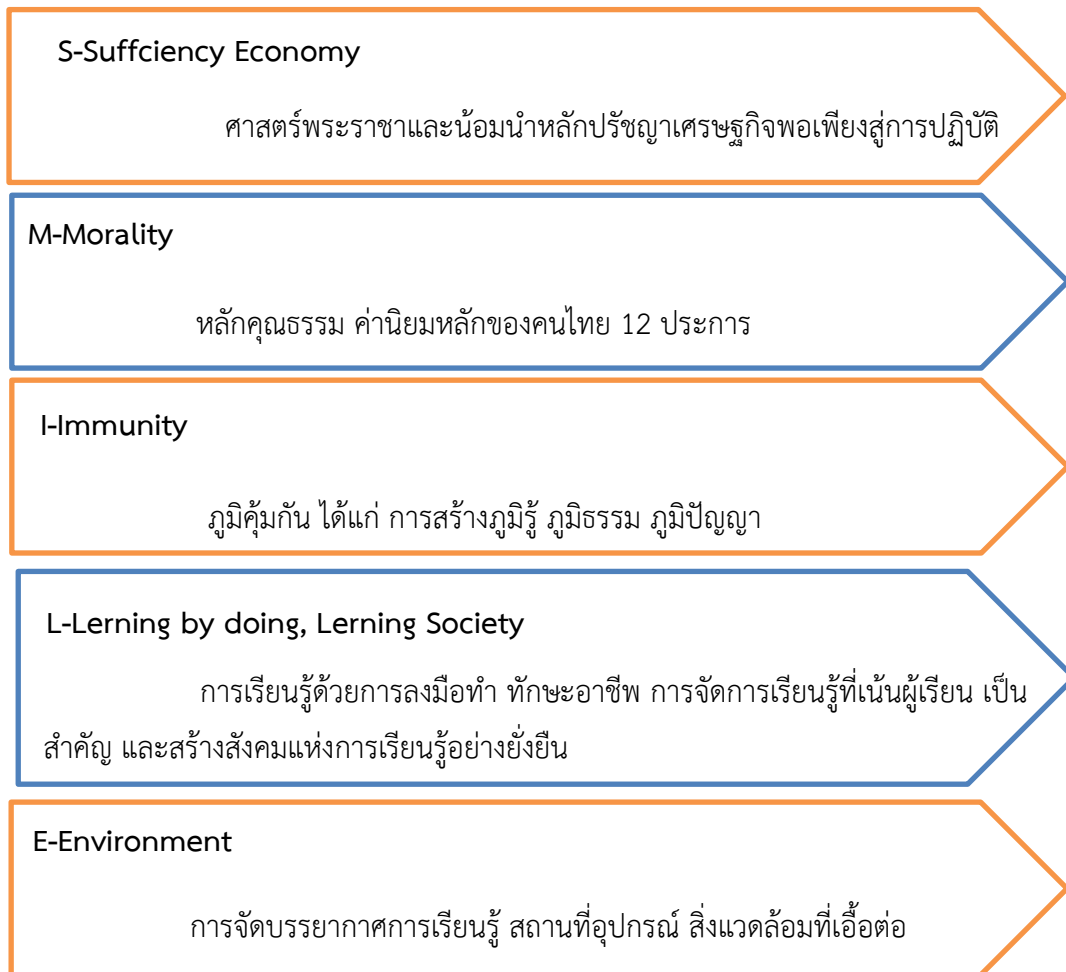 S-Suffciency Economy
ศาสตร์พระราชาและน้อมนำหลักปรัชญาเศรษฐกิจพอเพียงสู่การปฏิบัติ
M-Morality
หลักคุณธรรม ค่านิยมหลักของคนไทย 12 ประการ
I-Immunity
ภูมิคุ้มกัน ได้แก่ การสร้างภูมิรู้ ภูมิธรรม ภูมิปัญญา
L-Lerning by doing, Lerning Society
การเรียนรู้ด้วยการลงมือทำ ทักษะอาชีพ การจัดการเรียนรู้ที่เน้นผู้เรียน เป็น
สำคัญ และสร้างสังคมแห่งการเรียนรู้อย่างยั่งยืน
E-Environment
การจัดบรรยากาศการเรียนรู้ สถานที่อุปกรณ์ สิ่งแวดล้อมที่เอื้อต่อ